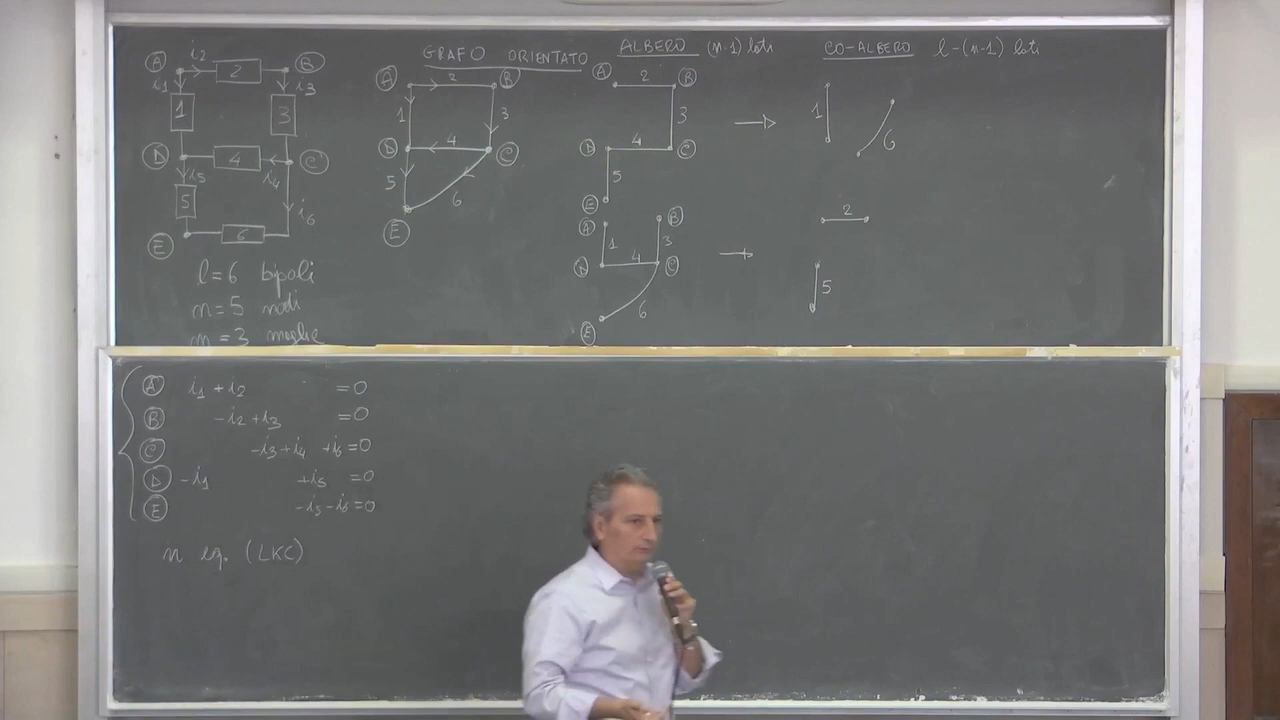 GRAFO ORIENTATO
ALBERO (n-1) lati
CO-ALBERO l-(n-1) lati
A i2 2 B
i1 i3
1 3
D 4 C
i5 i4
5 i6
E 6
A 2 B
1 3
D 4 C
5 6
E
A 2 B
3
D 4 C
5
E
1 6
A B
1 3
D 4 C
6
E
2
5
l=6 bipoli
n=5 nodi
m=3 maglie
A i1 +i2 =0
B -i2 +i3 =0
C -i3+i4 +i6=0
D -i1 +i5 =0
E -i5-i6=0
n eq. (LKC)